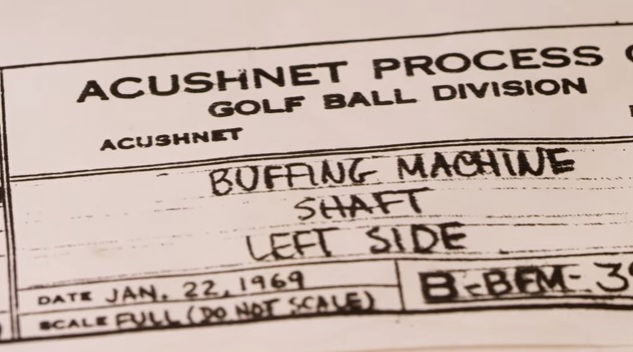 ACUSHNET PROCESS
GOLF BALL DIVISION
ACUSHNET
BUFFING MACHINE
SHAFT
LEFT SIDE
DATE JAN. 22, 1969
B-BFM-3
SCALE FULL (DO NOT SCALE)